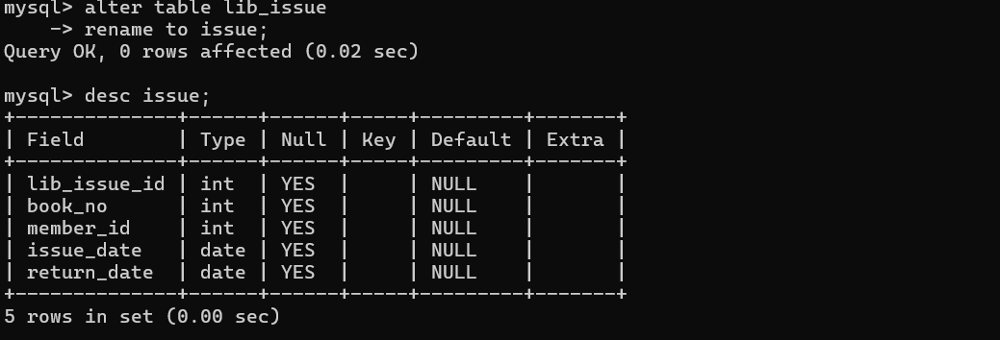 mysql> alter table lib_issue
    -> rename to issue;
Query OK, 0 rows affected (0.02 sec)

mysql> desc issue;
+--------------+------+------+-----+---------+-------+
| Field        | Type | Null | Key | Default | Extra |
+--------------+------+------+-----+---------+-------+
| lib_issue_id | int  | YES  |     | NULL    |       |
| book_no      | int  | YES  |     | NULL    |       |
| member_id    | int  | YES  |     | NULL    |       |
| issue_date   | date | YES  |     | NULL    |       |
| return_date  | date | YES  |     | NULL    |       |
+--------------+------+------+-----+---------+-------+
5 rows in set (0.00 sec)